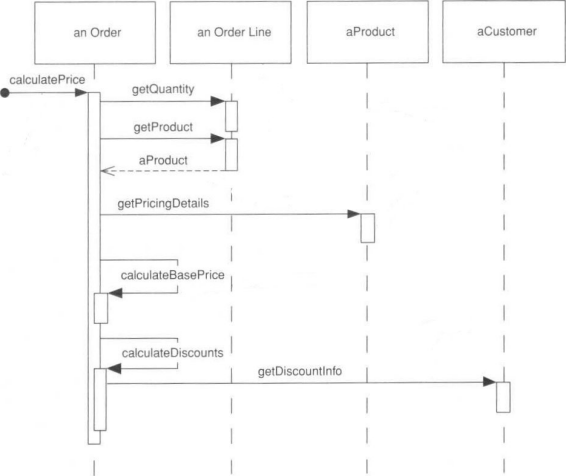 an Order
an Order Line
aProduct
aCustomer
calculatePrice
getQuantity
getProduct
aProduct
getPricingDetails
calculateBasePrice
calculateDiscounts
getDiscountInfo